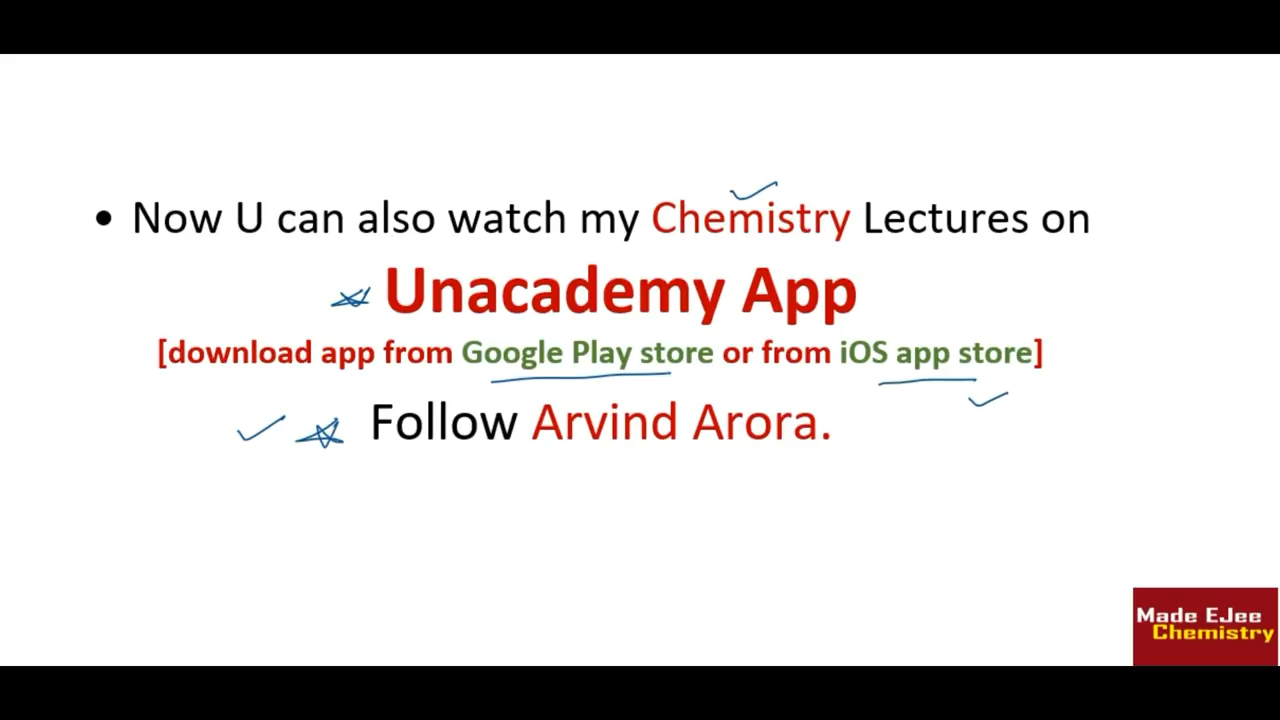 • Now U can also watch my Chemistry Lectures on
Unacademy App
[download app from Google Play store or from iOS app store]
Follow Arvind Arora.
Made EJee
Chemistry